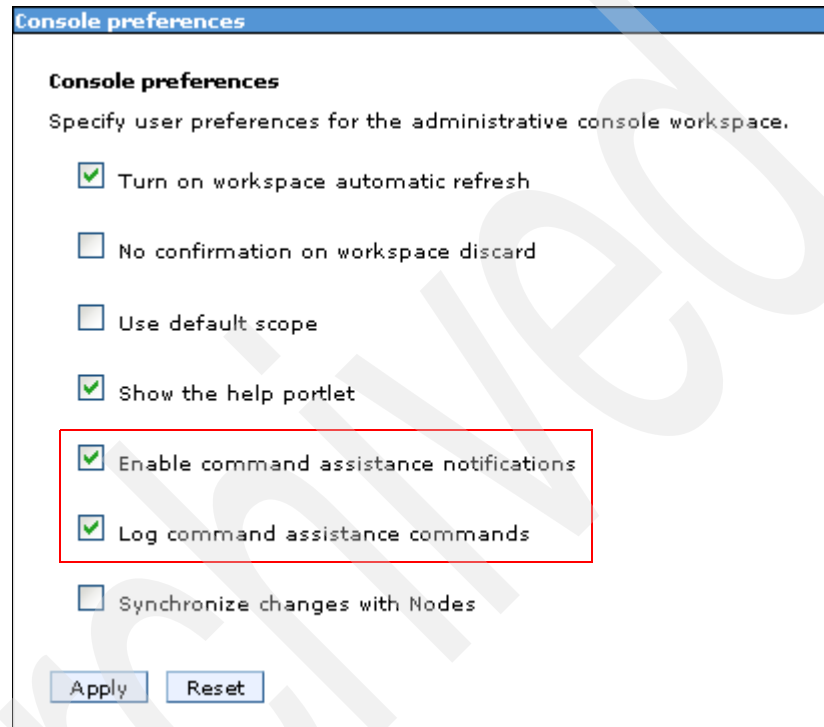 Console preferences
Console preferences
Specify user preferences for the administrative console workspace.
Turn on workspace automatic refresh
No confirmation on workspace discard
Use default scope
Show the help portlet
Enable command assistance notifications
Log command assistance commands
Synchronize changes with Nodes
Apply Reset